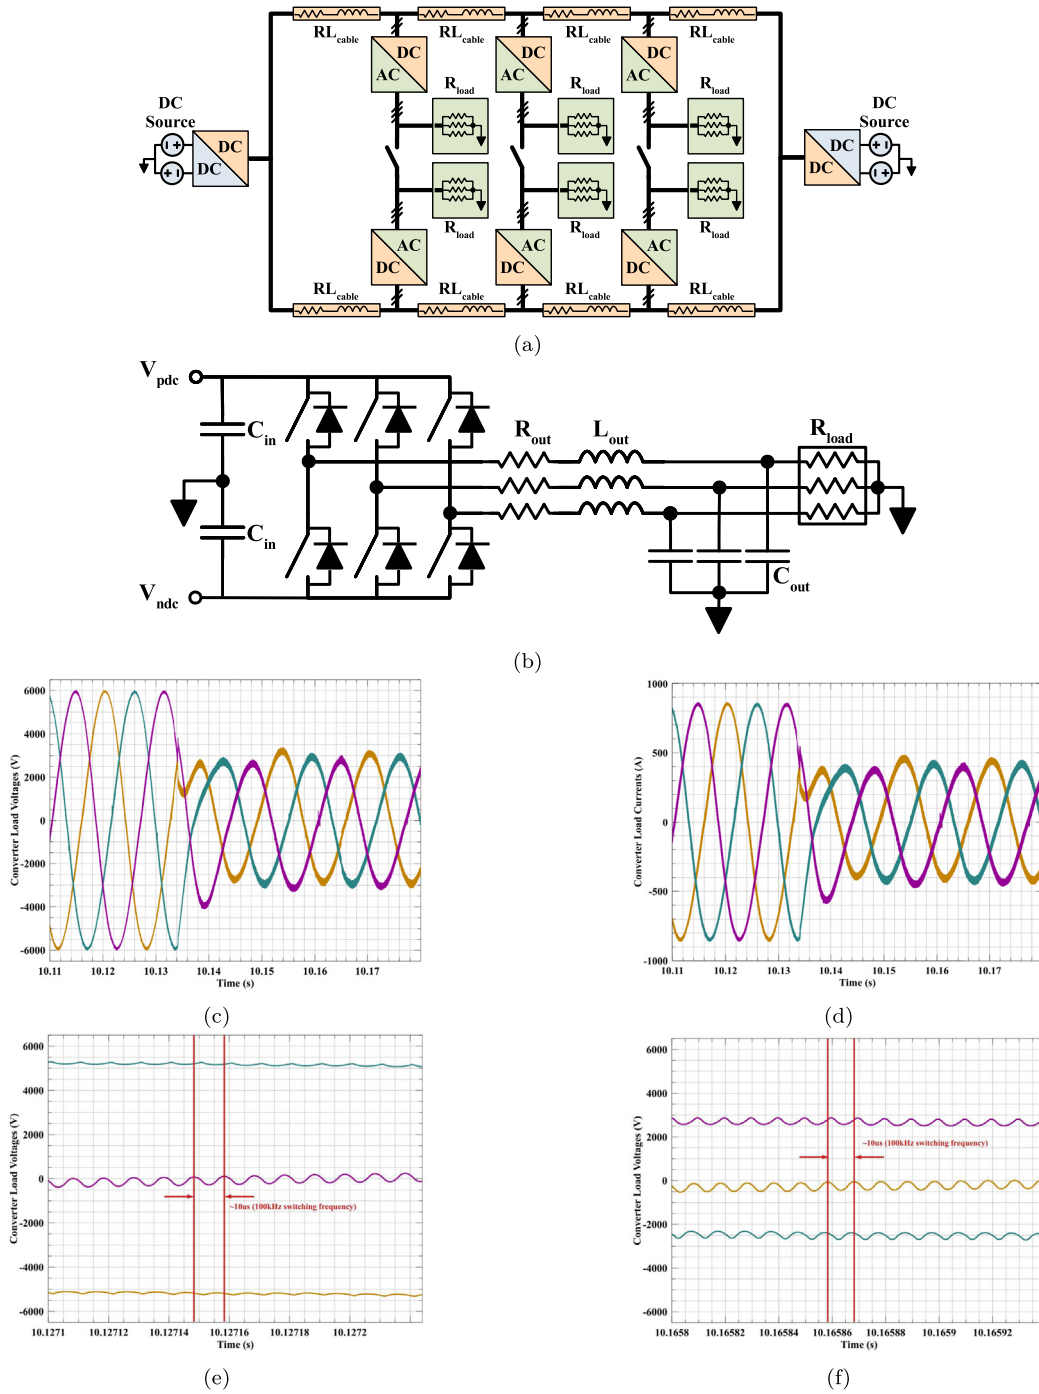 RLcable RLcable RLcable RLcable
DC DC DC
AC AC AC
Rload Rload Rload
DC
Source
DC
Source
DC
DC
DC
DC
Rload Rload Rload
AC AC AC
DC DC DC
RLcable RLcable RLcable RLcable
(a)
Vpdc
Cin
Rout Lout Rload
Cin
Cout
Vndc
(b)
Converter Load Voltages (V)
6000
4000
2000
0
-2000
-4000
-6000
10.11 10.12 10.13 10.14 10.15 10.16 10.17
Time (s)
(c)
Converter Load Currents (A)
1000
500
0
-500
-1000
10.11 10.12 10.13 10.14 10.15 10.16 10.17
Time (s)
(d)
Converter Load Voltages (V)
6000
4000
2000
0
-2000
-4000
-6000
~10us (100kHz switching frequency)
10.1271 10.12712 10.12714 10.12716 10.12718 10.1272
Time (s)
(e)
Converter Load Voltages (V)
6000
4000
2000
0
-2000
-4000
-6000
~10us (100kHz switching frequency)
10.1658 10.16582 10.16584 10.16586 10.16588 10.1659 10.16592
Time (s)
(f)